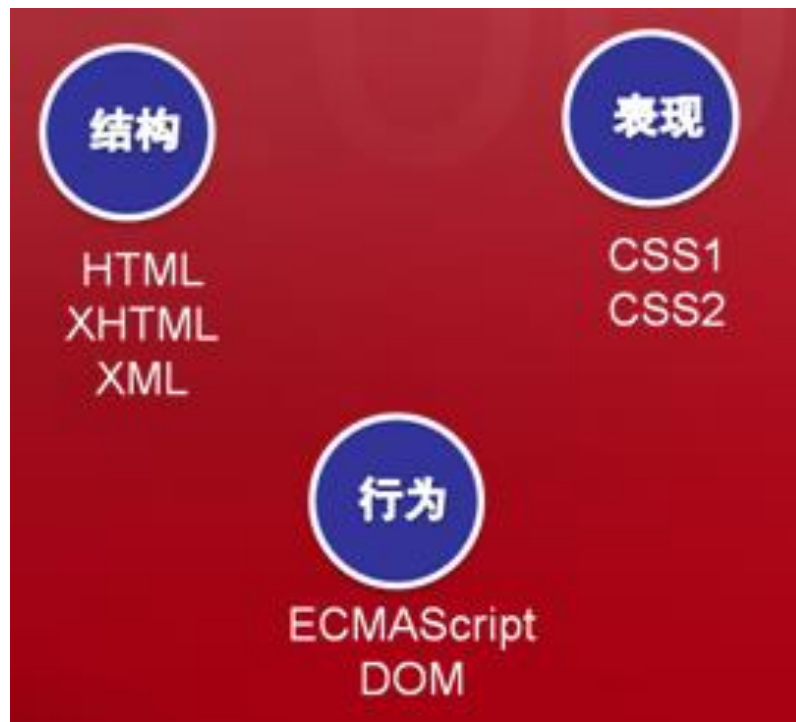 结构
HTML
XHTML
XML
表现
CSS1
CSS2
行为
ECMAScript
DOM